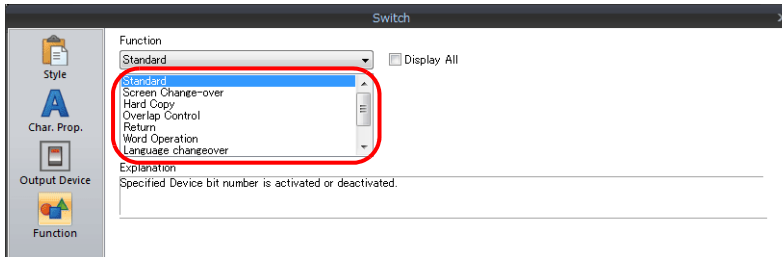 Switch
Function
Standard
Display All
Standard
Screen Change-over
Hard Copy
Overlap Control
Return
Word Operation
Language changeover
Explanation
Specified Device bit number is activated or deactivated.
Style
Char. Prop.
Output Device
Function